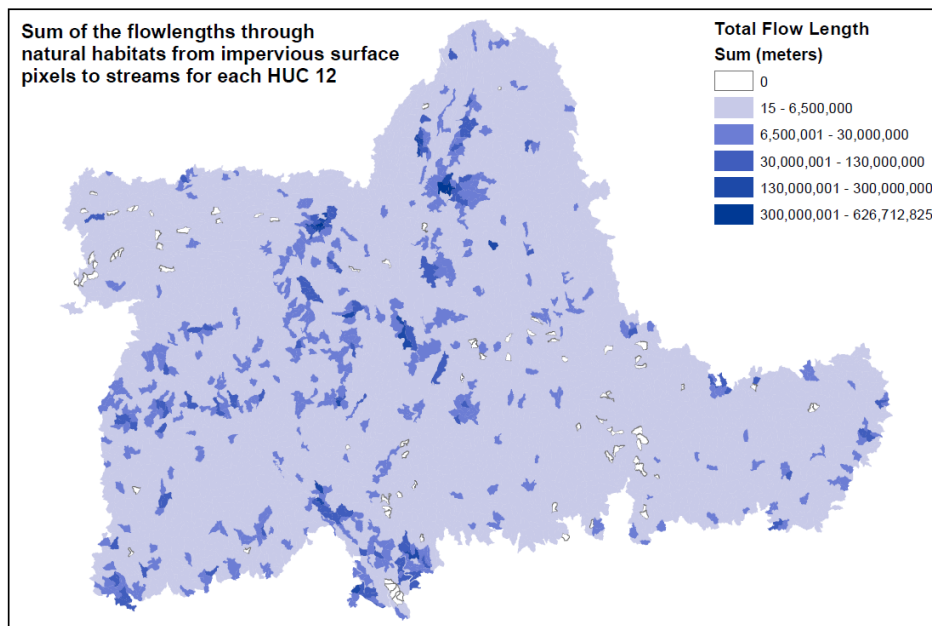 Sum of the flowlengths through
natural habitats from impervious surface
pixels to streams for each HUC 12
Total Flow Length
Sum (meters)
0
15 - 6,500,000
6,500,001 - 30,000,000
30,000,001 - 130,000,000
130,000,001 - 300,000,000
300,000,001 - 626,712,825